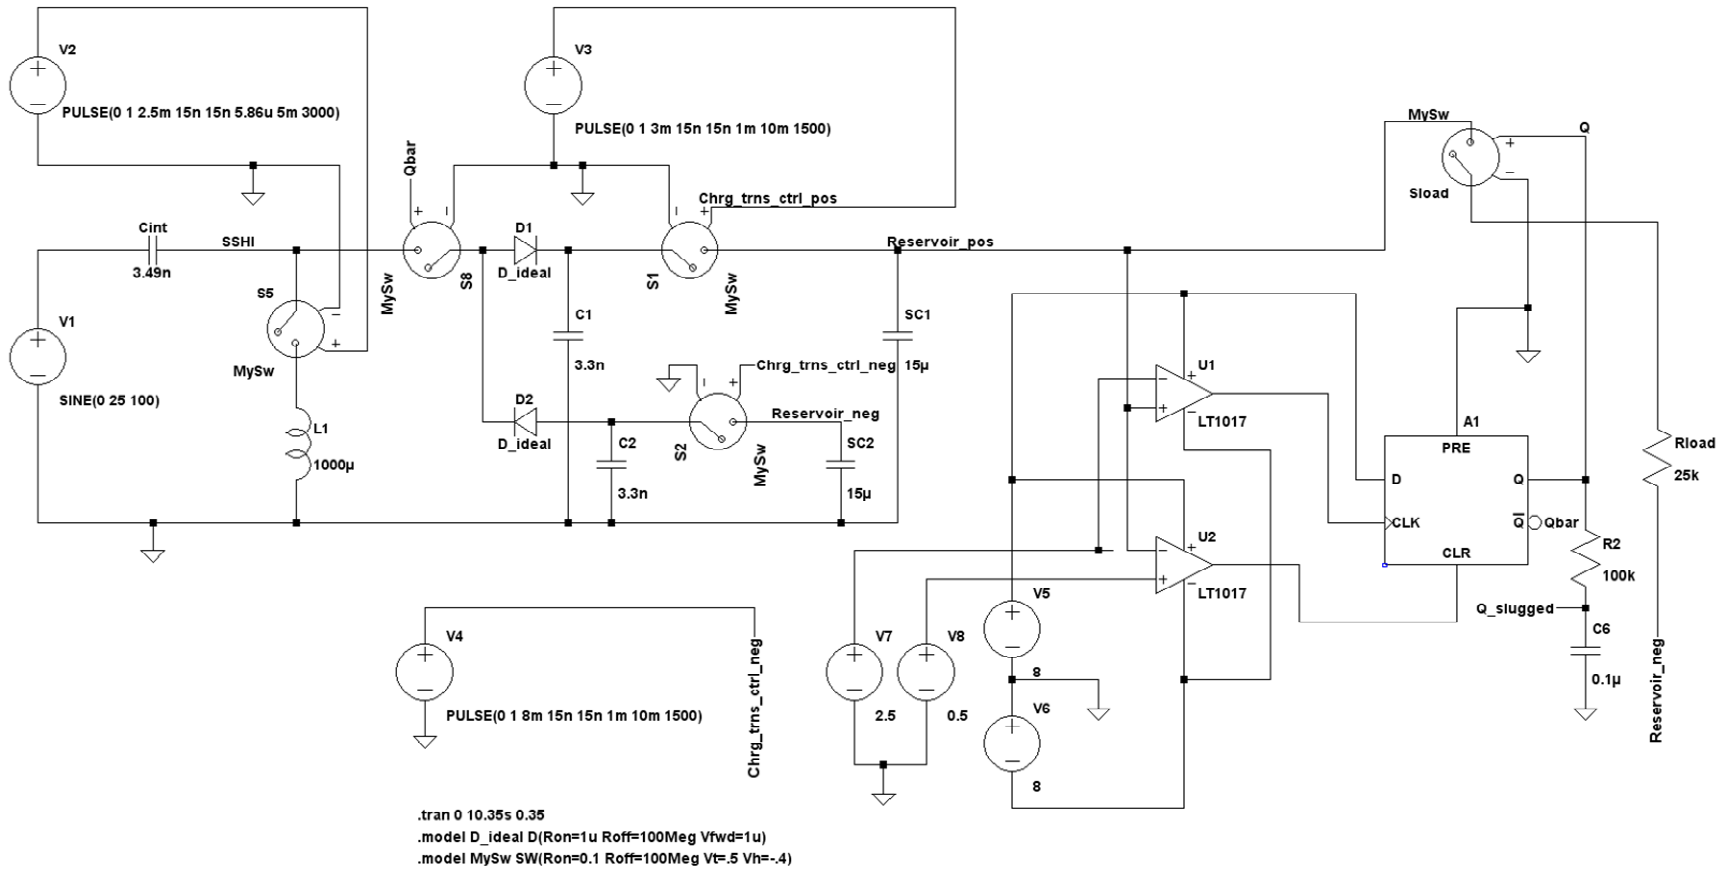 V2
+
−
PULSE(0 1 2.5m 15n 15n 5.86u 5m 3000)
V3
+
−
PULSE(0 1 3m 15n 15n 1m 10m 1500)
Qbar
+
−
MySw
S8
Cint
3.49n
SSHI
V1
+
−
SINE(0 25 100)
S5
−
+
MySw
L1
1000µ
D1
D_ideal
D2
D_ideal
C1
3.3n
C2
3.3n
−
+
Chrg_trns_ctrl_pos
S1
MySw
−
+
Chrg_trns_ctrl_neg
S2
MySw
Reservoir_pos
Reservoir_neg
SC1
15µ
SC2
15µ
MySw
+
−
Sload
Q
U1
−
+
+
−
LT1017
U2
−
+
+
−
LT1017
A1
PRE
D
Q
CLK
Q
Qbar
CLR
Rload
25k
R2
100k
Q_slugged
C6
0.1µ
Reservoir_neg
V4
+
−
PULSE(0 1 8m 15n 15n 1m 10m 1500)
Chrg_trns_ctrl_neg
V7
+
−
2.5
V8
+
−
0.5
V5
+
−
8
V6
+
−
8
.tran 0 10.35s 0.35
.model D_ideal D(Ron=1u Roff=100Meg Vfwd=1u)
.model MySw SW(Ron=0.1 Roff=100Meg Vt=.5 Vh=-.4)